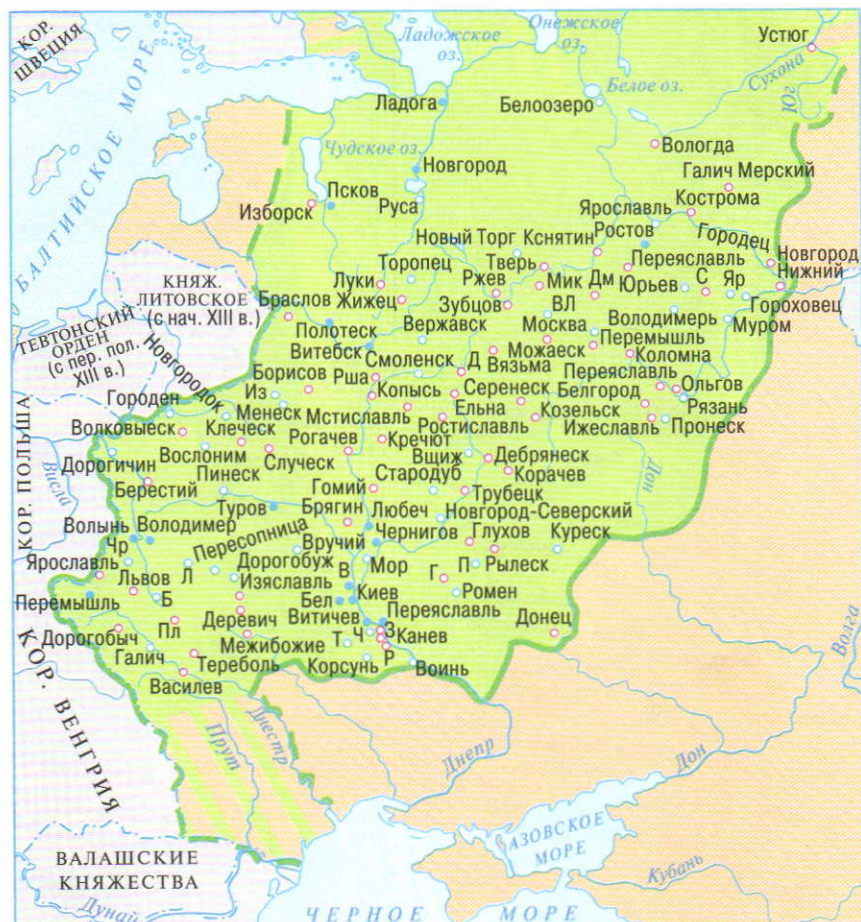 КОР.
ШВЕЦИЯ
БАЛТИЙСКОЕ МОРЕ
Ладожское
оз.
Онежское
оз.
Устюг
Сухана
Юг
Ладога
Белоозеро
Белое оз.
Чудское оз.
Вологда
Новгород
Галич Мерский
Псков
Кострома
Изборск
Руса
Ярославль
Новый Торг
Кснятин
Ростов
Городец
Новгород
Нижний
Торопец
Тверь
Переяславль
КНЯЖ.
ЛИТОВСКОЕ
(с нач. XIII в.)
Луки
Ржев
Мик
Дм
Юрьев
С
Яр
Браслов
Жижец
Зубцов
ВЛ
Гороховец
ТЕВТОНСКИЙ
ОРДЕН
(с пер. пол.
XIII в.)
Полотеск
Вержавск
Москва
Володимерь
Муром
Витебск
Можаеск
Перемышль
Новгородок
Борисов
Смоленск
Д
Вязьма
Коломна
Рша
Переяславль
Городен
Из
Копысь
Серенеск
Белгород
Ольгов
Менеск
Мстиславль
Ельна
Козельск
Рязань
Волковыеск
Клеческ
Рогачев
Кречют
Ростиславль
Ижеславль
Пронеск
КОР. ПОЛЬША
Висла
Дорогичин
Вослоним
Случеск
Вщиж
Дебрянеск
Дон
Берестий
Пинеск
Гомий
Стародуб
Корачев
Туров
Брягин
Любеч
Трубецк
Волынь
Володимер
Пересопница
Вручий
Чернигов
Новгород-Северский
Чр
Глухов
Куреск
Ярославль
Львов
Л
Дорогобуж
В
Мор
Г
П
Рылеск
Изяславль
Киев
Ромен
Перемышль
Б
Бел
Переяславль
Деревич
Витичев
Донец
Волга
Дорогобыч
Пл
Межибожие
Т
Ч
З
Канев
КОР. ВЕНГРИЯ
Галич
Теребол​ь
Корсунь
Р
Воинь
Василев
Прут
Днестр
Днепр
Дон
АЗОВСКОЕ
МОРЕ
ВАЛАШСКИЕ
КНЯЖЕСТВА
Кубань
Дунай
ЧЕРНОЕ МОРЕ